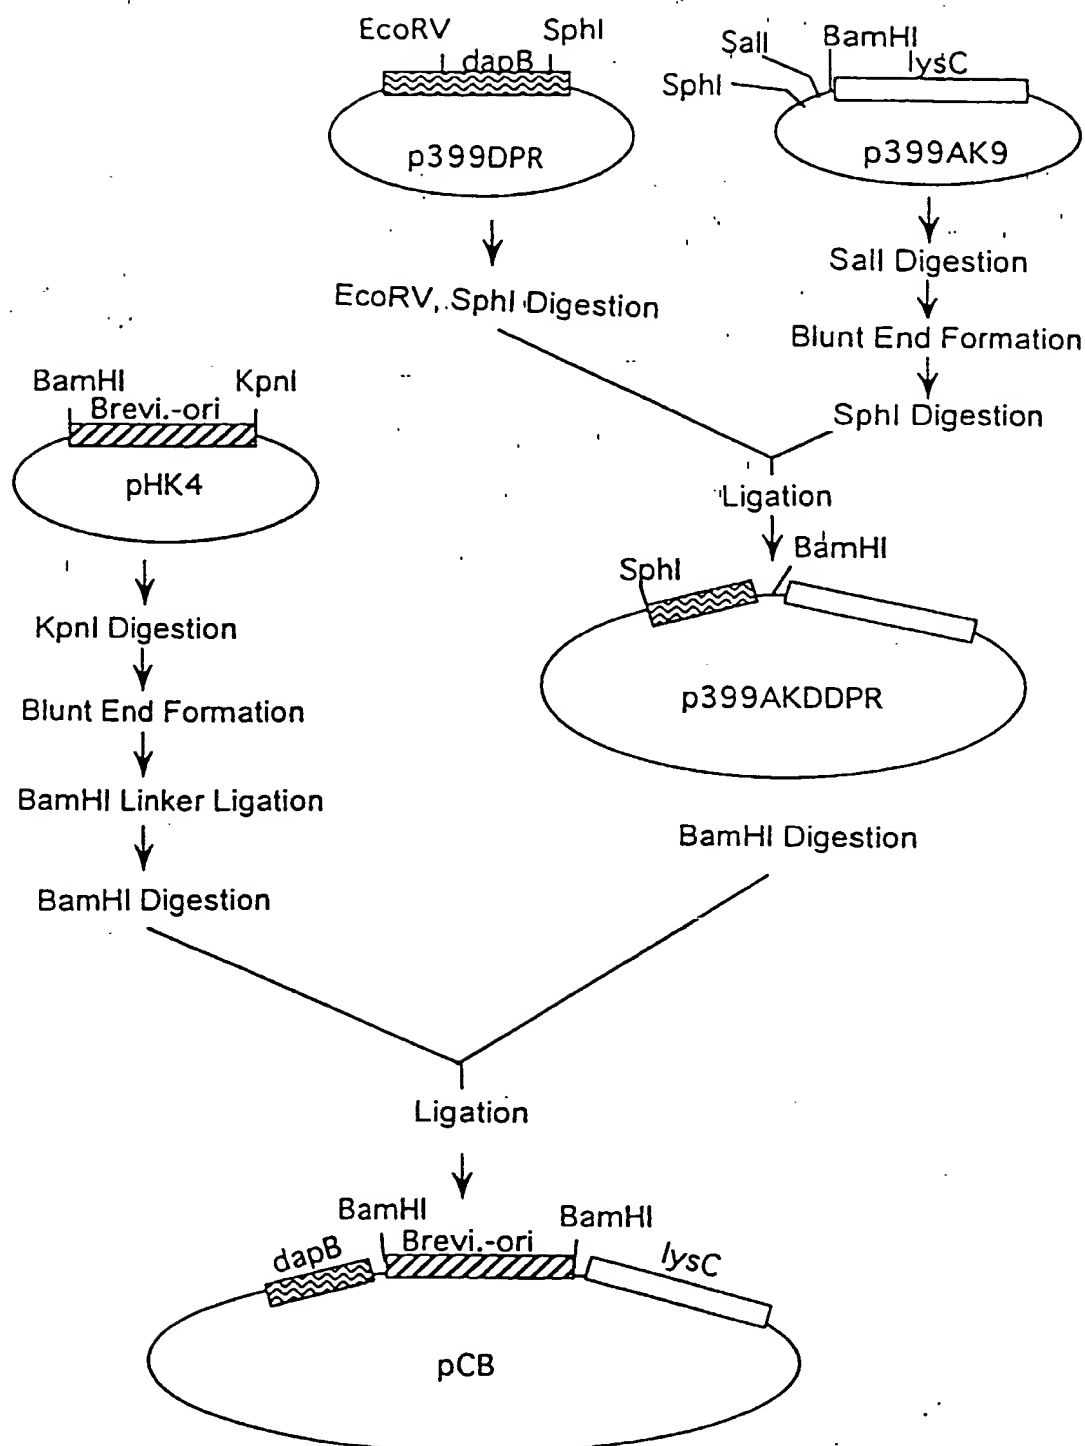 EcoRV SphI
dapB
p399DPR
SalI BamHI
lysC
SphI
p399AK9
EcoRV, SphI Digestion
SalI Digestion
Blunt End Formation
SphI Digestion
BamHI KpnI
Brevi.-ori
pHK4
Ligation
SphI BamHI
p399AKDDPR
KpnI Digestion
Blunt End Formation
BamHI Linker Ligation
BamHI Digestion
BamHI Digestion
Ligation
BamHI BamHI
dapB Brevi.-ori lysC
pCB